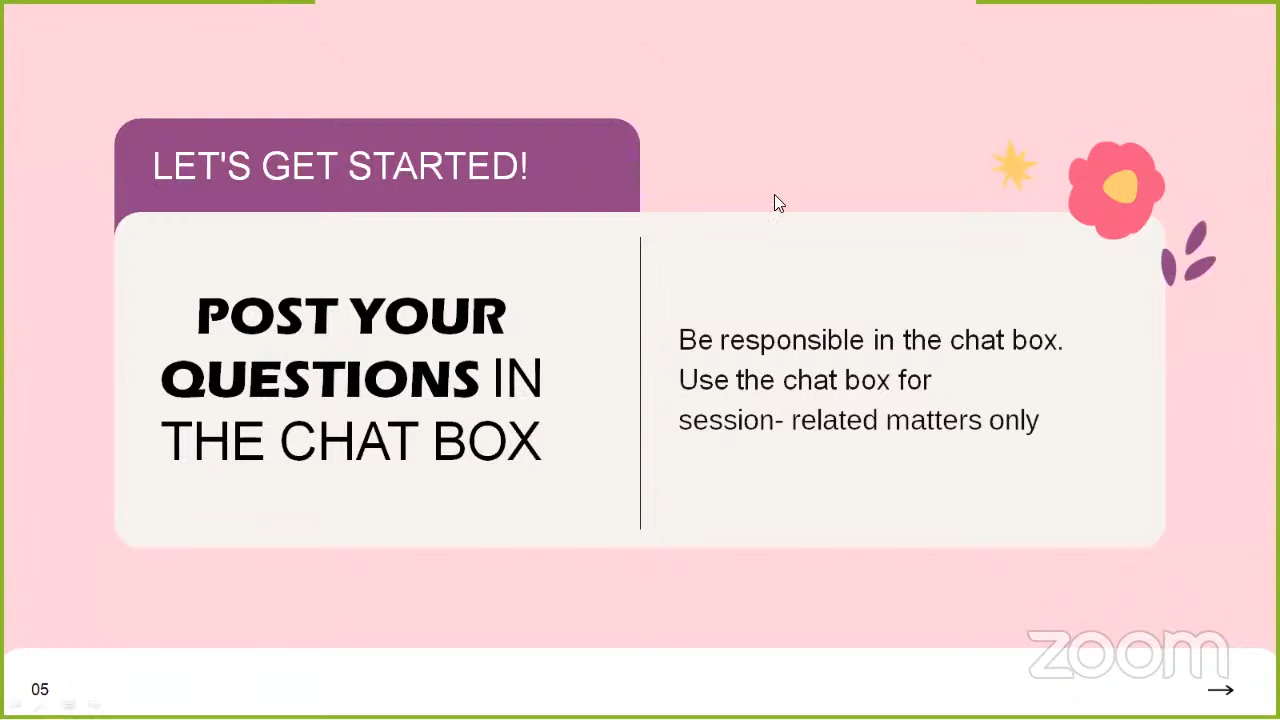 LET'S GET STARTED!
POST YOUR
QUESTIONS IN
THE CHAT BOX
Be responsible in the chat box.
Use the chat box for
session- related matters only
zoom
05